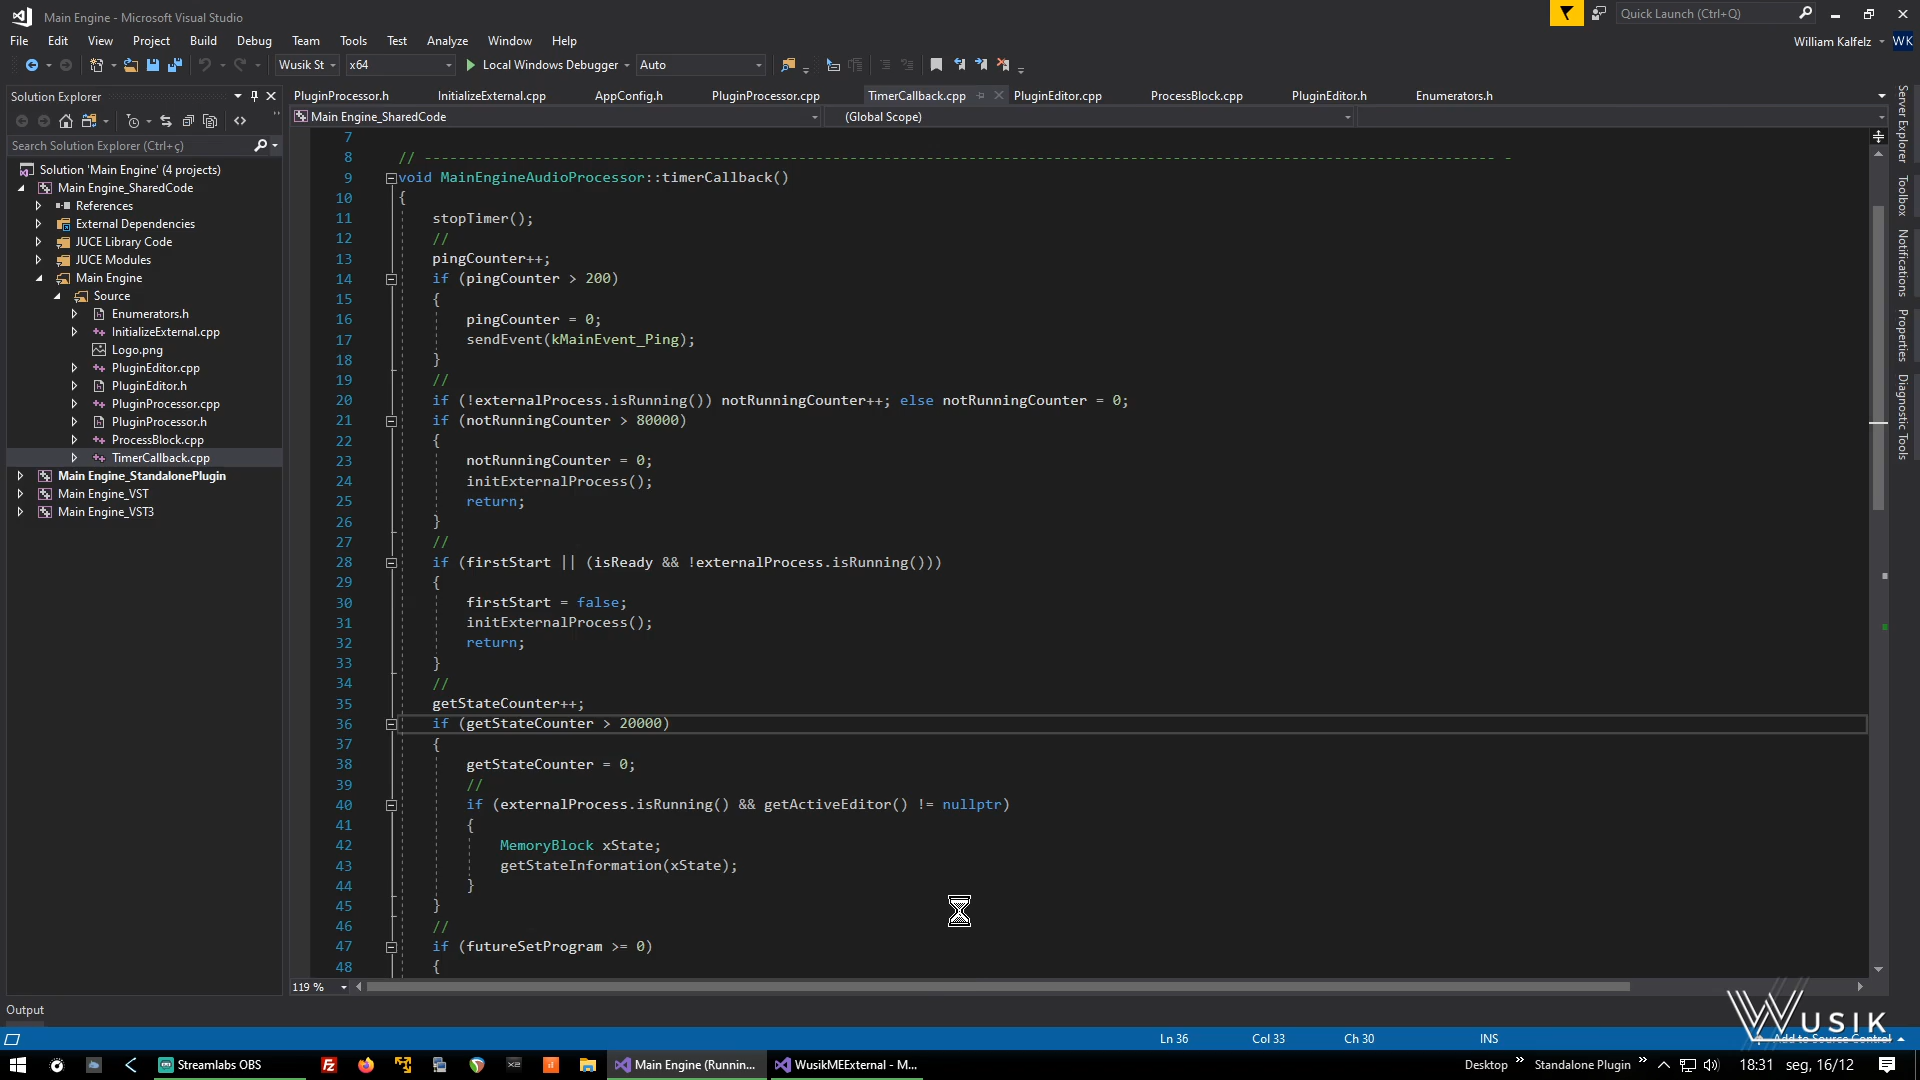 Main Engine - Microsoft Visual Studio
Quick Launch (Ctrl+Q)
File Edit View Project Build Debug Team Tools Test Analyze Window Help
William Kalfelz WK
Wusik St x64 Local Windows Debugger Auto
Solution Explorer
PluginProcessor.h InitializeExternal.cpp AppConfig.h PluginProcessor.cpp TimerCallback.cpp PluginEditor.cpp ProcessBlock.cpp PluginEditor.h Enumerators.h
Main Engine_SharedCode (Global Scope)
Search Solution Explorer (Ctrl+ç)
Solution 'Main Engine' (4 projects)
Main Engine_SharedCode
References
External Dependencies
JUCE Library Code
JUCE Modules
Main Engine
Source
Enumerators.h
InitializeExternal.cpp
Logo.png
PluginEditor.cpp
PluginEditor.h
PluginProcessor.cpp
PluginProcessor.h
ProcessBlock.cpp
TimerCallback.cpp
Main Engine_StandalonePlugin
Main Engine_VST
Main Engine_VST3
7
8 // ------------------------------------------------------------------------------------------------------------------------------ -
9 void MainEngineAudioProcessor::timerCallback()
10 {
11 stopTimer();
12 //
13 pingCounter++;
14 if (pingCounter > 200)
15 {
16 pingCounter = 0;
17 sendEvent(kMainEvent_Ping);
18 }
19 //
20 if (!externalProcess.isRunning()) notRunningCounter++; else notRunningCounter = 0;
21 if (notRunningCounter > 80000)
22 {
23 notRunningCounter = 0;
24 initExternalProcess();
25 return;
26 }
27 //
28 if (firstStart || (isReady && !externalProcess.isRunning()))
29 {
30 firstStart = false;
31 initExternalProcess();
32 return;
33 }
34 //
35 getStateCounter++;
36 if (getStateCounter > 20000)
37 {
38 getStateCounter = 0;
39 //
40 if (externalProcess.isRunning() && getActiveEditor() != nullptr)
41 {
42 MemoryBlock xState;
43 getStateInformation(xState);
44 }
45 }
46 //
47 if (futureSetProgram >= 0)
48 {
119 %
Server Explorer
Toolbox
Notifications
Properties
Diagnostic Tools
Output
WUSIK
Ln 36 Col 33 Ch 30 INS Add to Source Control
Streamlabs OBS Main Engine (Runnin... WusikMEExternal - M... Desktop Standalone Plugin 18:31 seg, 16/12